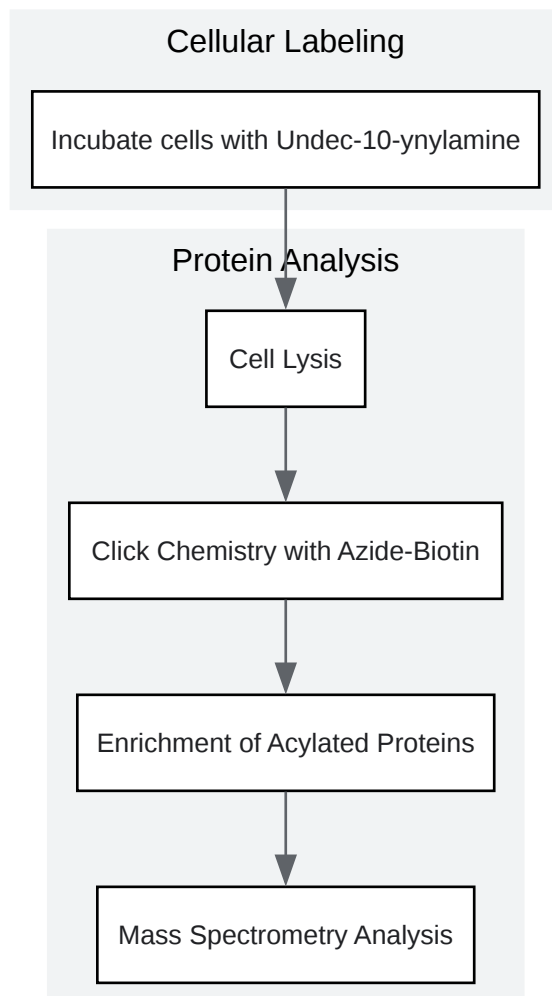 Cellular Labeling
Incubate cells with Undec-10-ynylamine
Protein Analysis
Cell Lysis
Click Chemistry with Azide-Biotin
Enrichment of Acylated Proteins
Mass Spectrometry Analysis